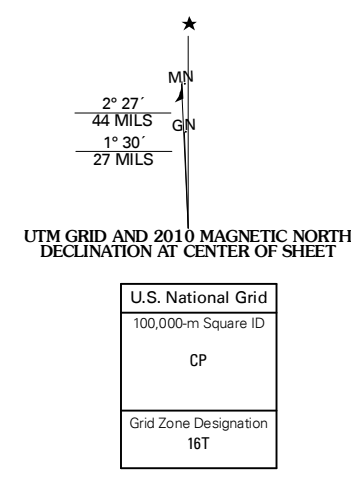 MN
2° 27´
44 MILS
GN
1° 30´
27 MILS
UTM GRID AND 2010 MAGNETIC NORTH
DECLINATION AT CENTER OF SHEET
U.S. National Grid
100,000-m Square ID
CP
Grid Zone Designation
16T